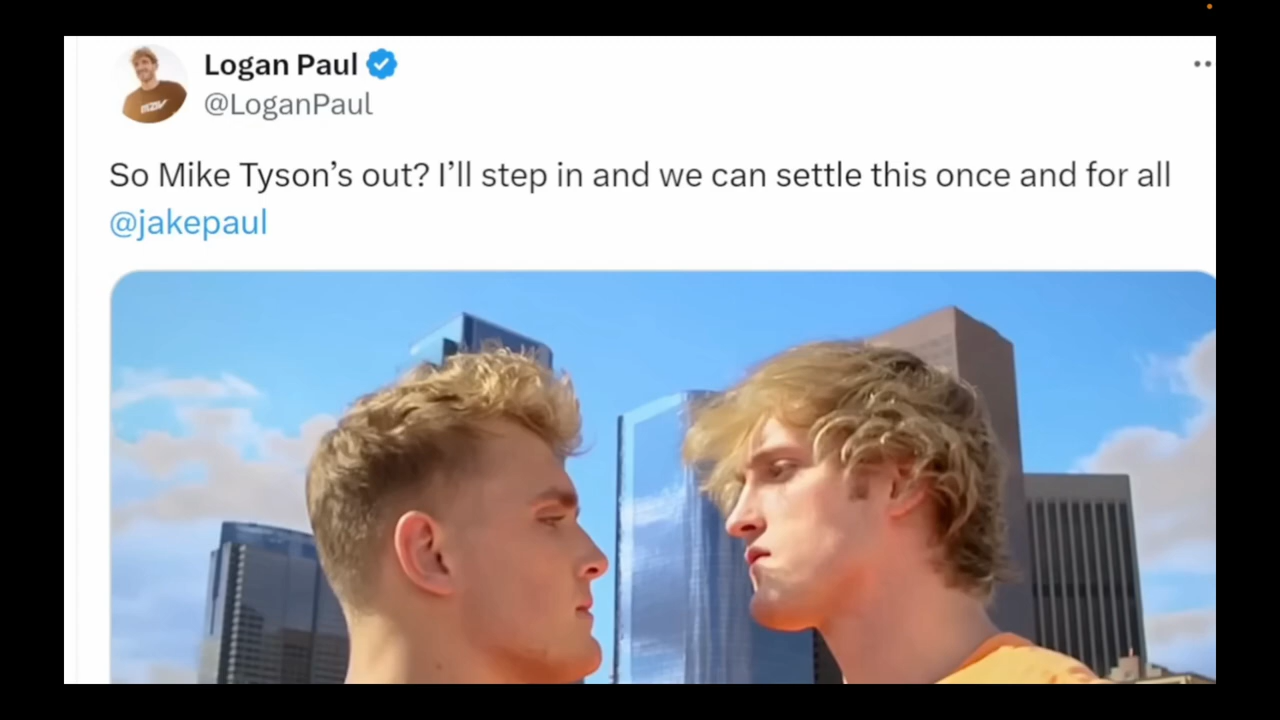 Logan Paul
@LoganPaul
So Mike Tyson’s out? I’ll step in and we can settle this once and for all
@jakepaul